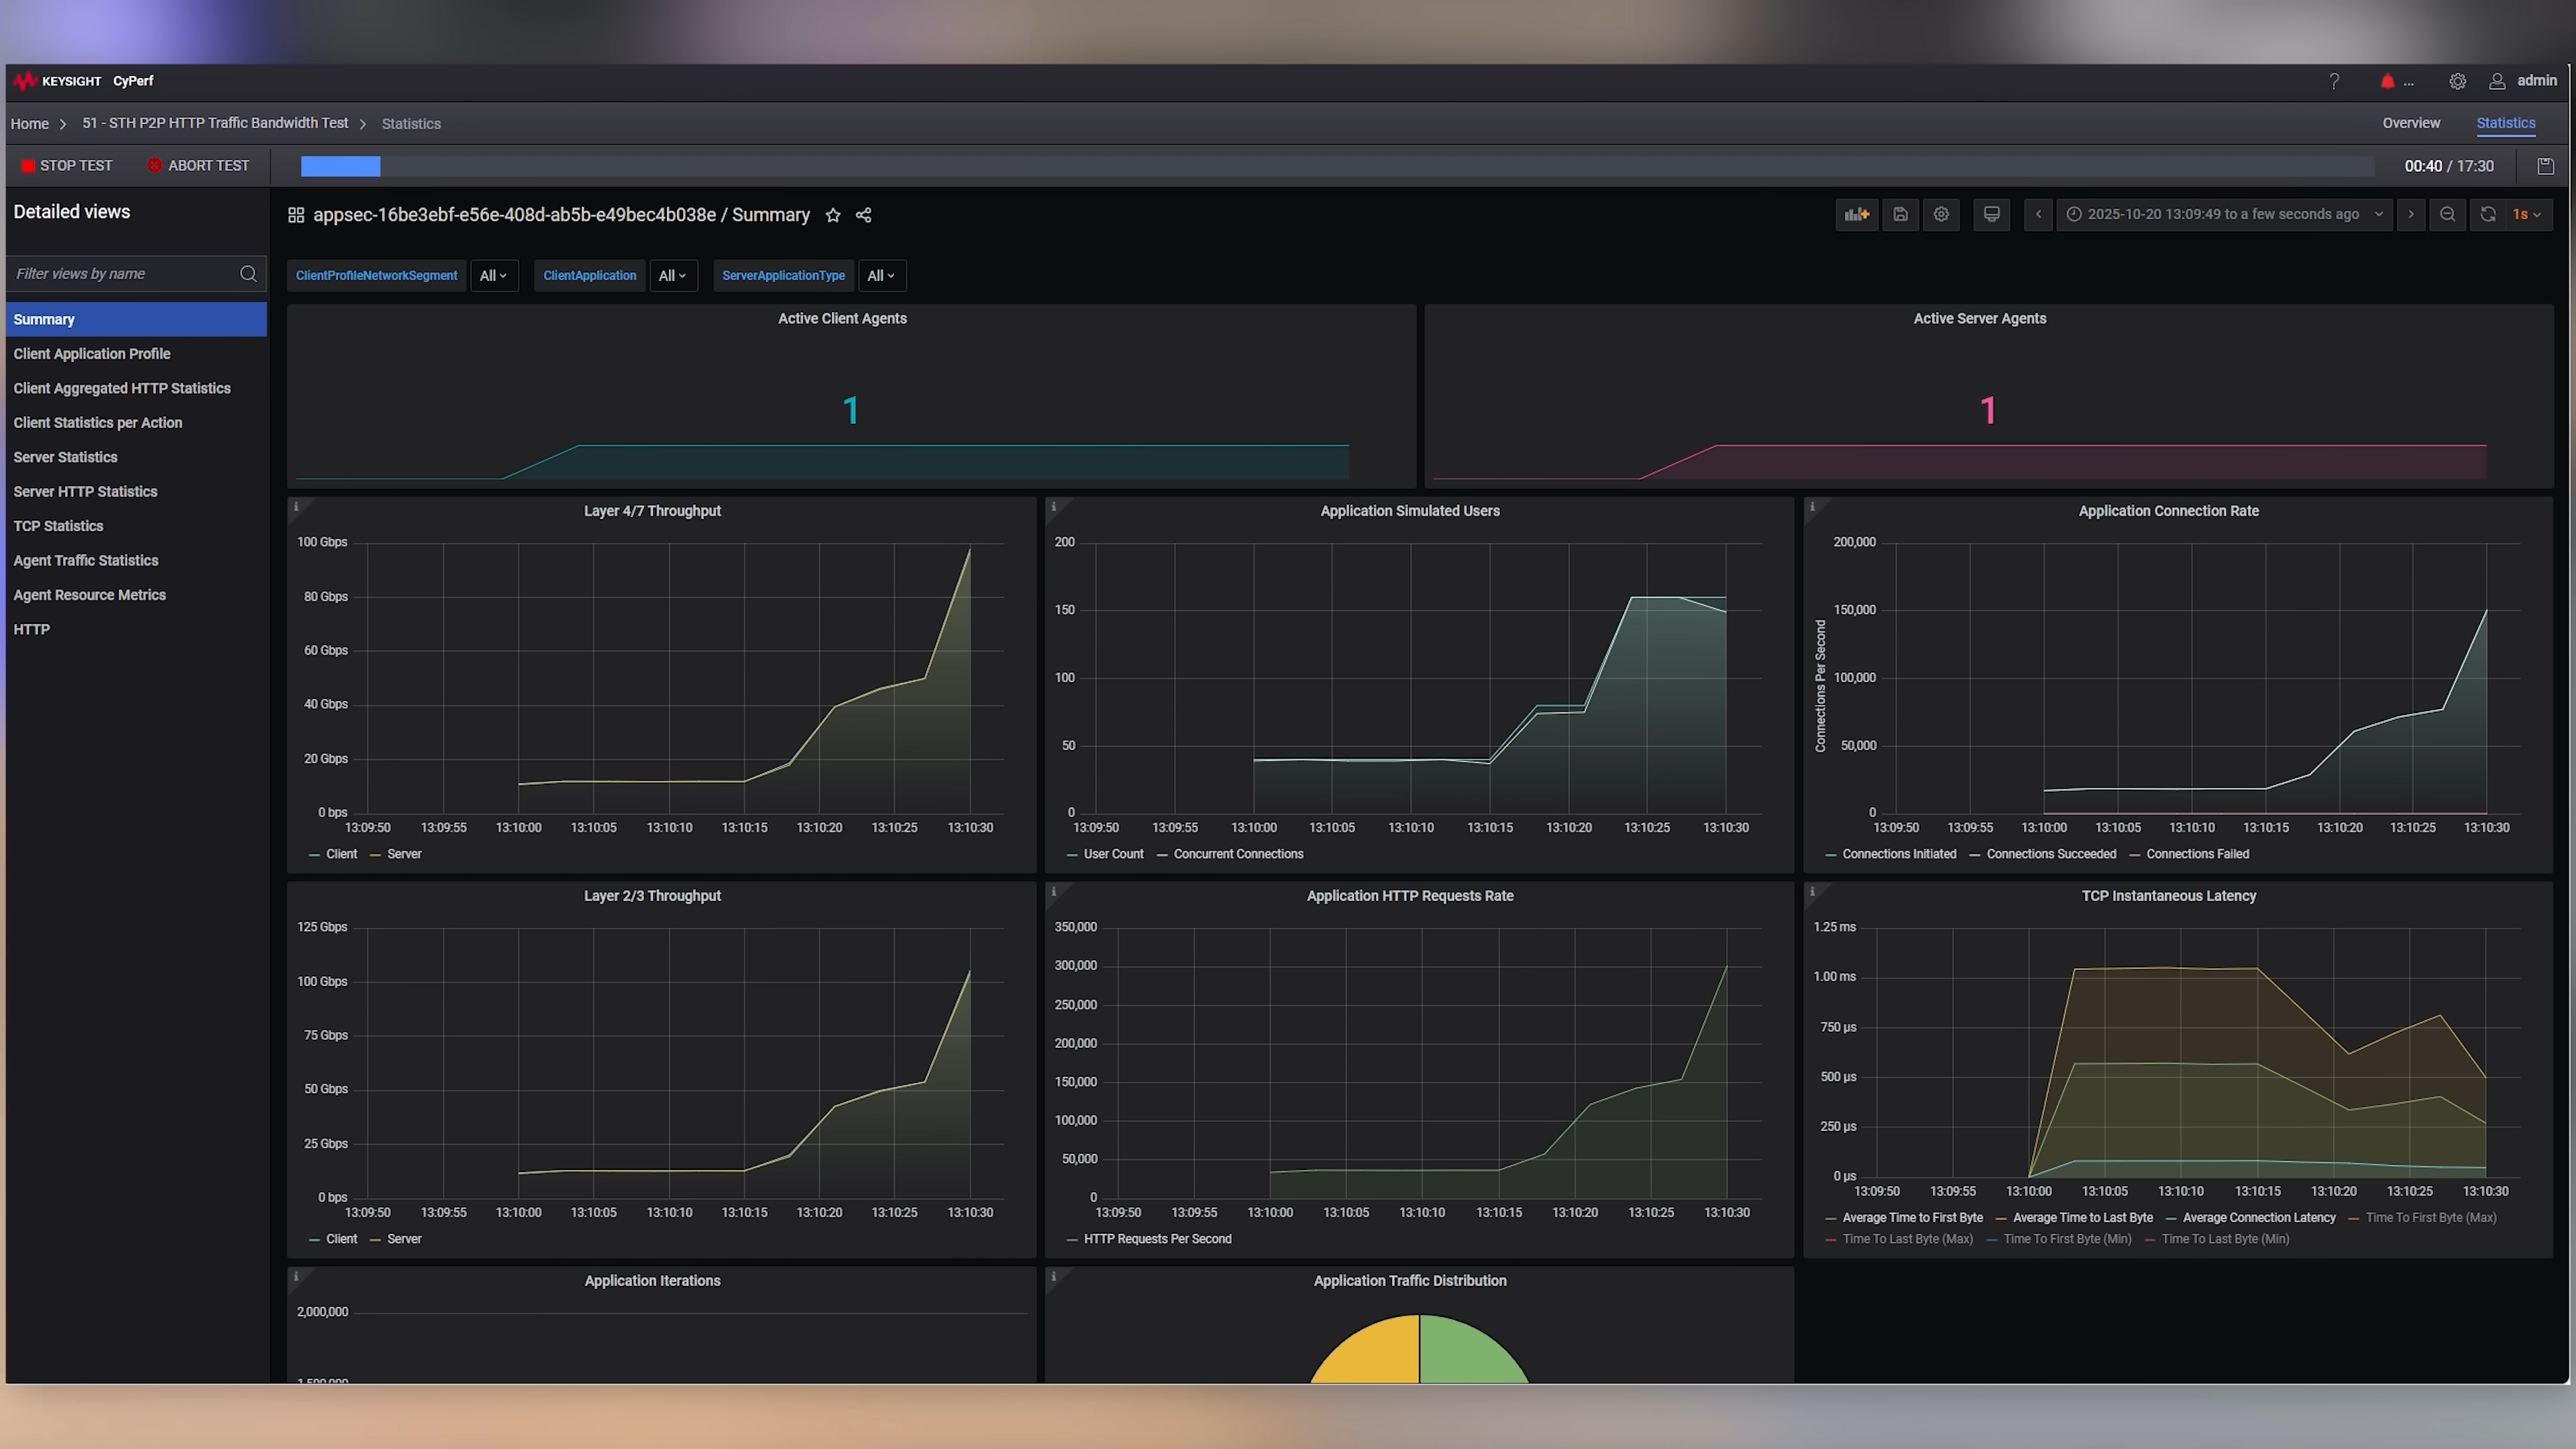 KEYSIGHT CyPerf
? ... admin
Home > 51 - STH P2P HTTP Traffic Bandwidth Test > Statistics
Overview Statistics
STOP TEST ABORT TEST
00:40 / 17:30
Detailed views
Filter views by name
Summary
Client Application Profile
Client Aggregated HTTP Statistics
Client Statistics per Action
Server Statistics
Server HTTP Statistics
TCP Statistics
Agent Traffic Statistics
Agent Resource Metrics
HTTP
appsec-16be3ebf-e56e-408d-ab5b-e49bec4b038e / Summary
2025-10-20 13:09:49 to a few seconds ago
1s
ClientProfileNetworkSegment All ClientApplication All ServerApplicationType All
Active Client Agents
1
Active Server Agents
1
Layer 4/7 Throughput
100 Gbps
80 Gbps
60 Gbps
40 Gbps
20 Gbps
0 bps
13:09:50 13:09:55 13:10:00 13:10:05 13:10:10 13:10:15 13:10:20 13:10:25 13:10:30
Client Server
Application Simulated Users
200
150
100
50
0
13:09:50 13:09:55 13:10:00 13:10:05 13:10:10 13:10:15 13:10:20 13:10:25 13:10:30
User Count Concurrent Connections
Application Connection Rate
Connections Per Second
200,000
150,000
100,000
50,000
0
13:09:50 13:09:55 13:10:00 13:10:05 13:10:10 13:10:15 13:10:20 13:10:25 13:10:30
Connections Initiated Connections Succeeded Connections Failed
Layer 2/3 Throughput
125 Gbps
100 Gbps
75 Gbps
50 Gbps
25 Gbps
0 bps
13:09:50 13:09:55 13:10:00 13:10:05 13:10:10 13:10:15 13:10:20 13:10:25 13:10:30
Client Server
Application HTTP Requests Rate
350,000
300,000
250,000
200,000
150,000
100,000
50,000
0
13:09:50 13:09:55 13:10:00 13:10:05 13:10:10 13:10:15 13:10:20 13:10:25 13:10:30
HTTP Requests Per Second
TCP Instantaneous Latency
1.25 ms
1.00 ms
750 µs
500 µs
250 µs
0 µs
13:09:50 13:09:55 13:10:00 13:10:05 13:10:10 13:10:15 13:10:20 13:10:25 13:10:30
Average Time to First Byte Average Time to Last Byte Average Connection Latency Time To First Byte (Max)
Time To Last Byte (Max) Time To First Byte (Min) Time To Last Byte (Min)
Application Iterations
2,000,000
1,500,000
Application Traffic Distribution